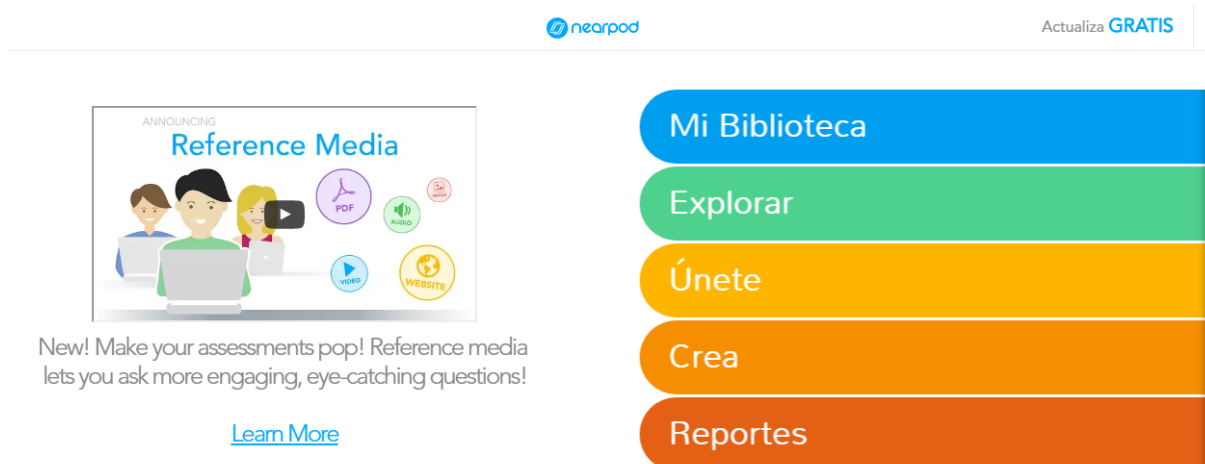 nearpod
Actualiza GRATIS
ANNOUNCING
Reference Media
PDF
AUDIO
VIDEO
WEBSITE
New! Make your assessments pop! Reference media
lets you ask more engaging, eye-catching questions!
Learn More
Mi Biblioteca
Explorar
Únete
Crea
Reportes